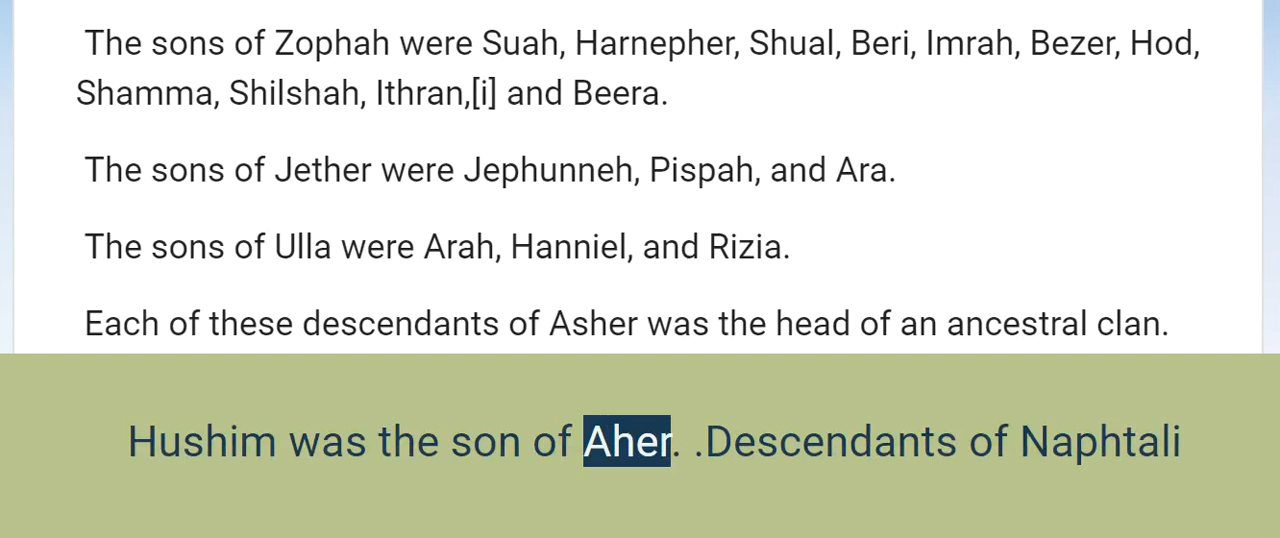 The sons of Zophah were Suah, Harnepher, Shual, Beri, Imrah, Bezer, Hod,
Shamma, Shilshah, Ithran,[i] and Beera.
The sons of Jether were Jephunneh, Pispah, and Ara.
The sons of Ulla were Arah, Hanniel, and Rizia.
Each of these descendants of Asher was the head of an ancestral clan.
Hushim was the son of Aher. .Descendants of Naphtali